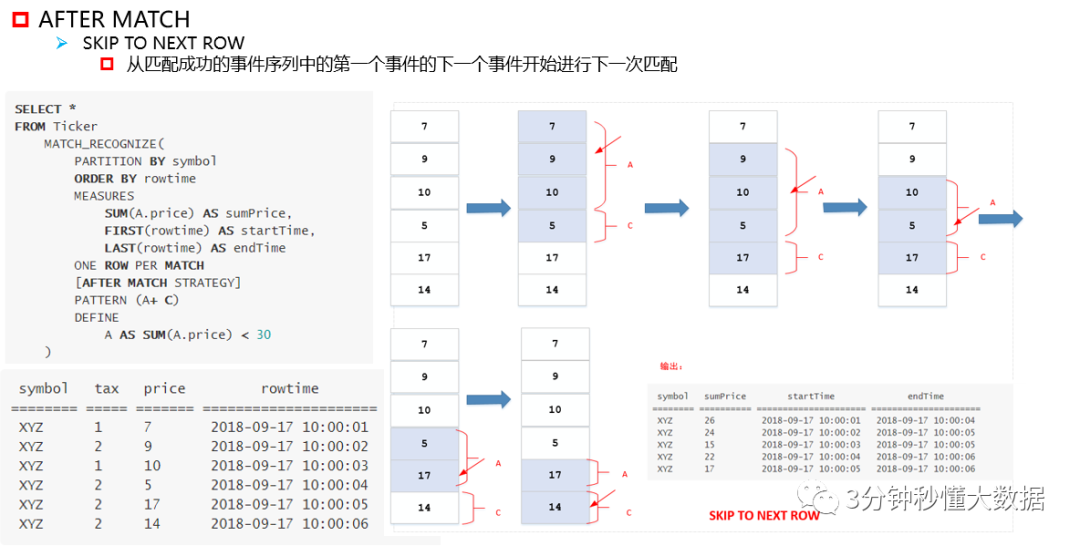 AFTER MATCH
SKIP TO NEXT ROW
从匹配成功的事件序列中的第一个事件的下一个事件开始进行下一次匹配
SELECT *
FROM Ticker
MATCH_RECOGNIZE(
PARTITION BY symbol
ORDER BY rowtime
MEASURES
SUM(A.price) AS sumPrice,
FIRST(rowtime) AS startTime,
LAST(rowtime) AS endTime
ONE ROW PER MATCH
[AFTER MATCH STRATEGY]
PATTERN (A+ C)
DEFINE
A AS SUM(A.price) < 30
)
symbol tax price rowtime
======== ===== ======= =====================
XYZ 1 7 2018-09-17 10:00:01
XYZ 2 9 2018-09-17 10:00:02
XYZ 1 10 2018-09-17 10:00:03
XYZ 2 5 2018-09-17 10:00:04
XYZ 2 17 2018-09-17 10:00:05
XYZ 2 14 2018-09-17 10:00:06
7
9
10
5
17
14
7
9
10
5
17
14
A
C
7
9
10
5
17
14
A
C
7
9
10
5
17
14
A
C
7
9
10
5
17
14
A
C
7
9
10
5
17
14
A
C
输出:
symbol sumPrice startTime endTime
======== ========== ===================== =====================
XYZ 26 2018-09-17 10:00:01 2018-09-17 10:00:04
XYZ 24 2018-09-17 10:00:02 2018-09-17 10:00:05
XYZ 15 2018-09-17 10:00:03 2018-09-17 10:00:05
XYZ 22 2018-09-17 10:00:04 2018-09-17 10:00:06
XYZ 17 2018-09-17 10:00:05 2018-09-17 10:00:06
3分钟秒懂大数据
SKIP TO NEXT ROW